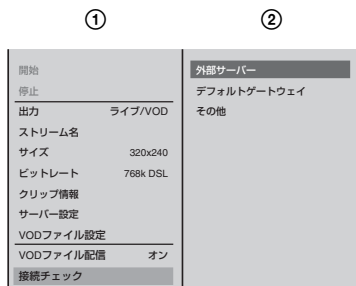 ① ②
開始
停止
出力 ライブ/VOD
ストリーム名
サイズ 320x240
ビットレート 768k DSL
クリップ情報
サーバー設定
VODファイル設定
VODファイル配信 オン
接続チェック
外部サーバー
デフォルトゲートウェイ
その他